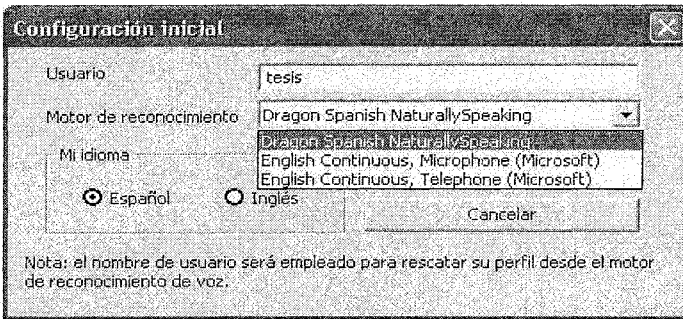 Configuración inicial
Usuario
tesis
Motor de reconocimiento
Dragon Spanish NaturallySpeaking
Dragon Spanish NaturallySpeaking
English Continuous, Microphone (Microsoft)
English Continuous, Telephone (Microsoft)
Mi idioma
Español
Inglés
Cancelar
Nota: el nombre de usuario será empleado para rescatar su perfil desde el motor
de reconocimiento de voz.